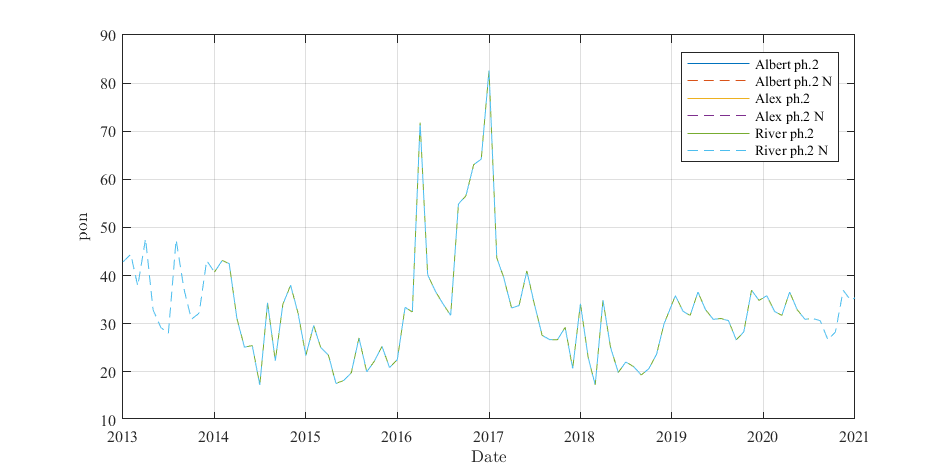 90
80
70
60
50
40
30
20
10
pon
2013 2014 2015 2016 2017 2018 2019 2020 2021
Date
Albert ph.2
Albert ph.2 N
Alex ph.2
Alex ph.2 N
River ph.2
River ph.2 N